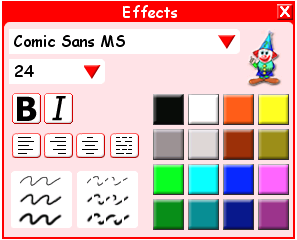 Effects
Comic Sans MS
24
B I